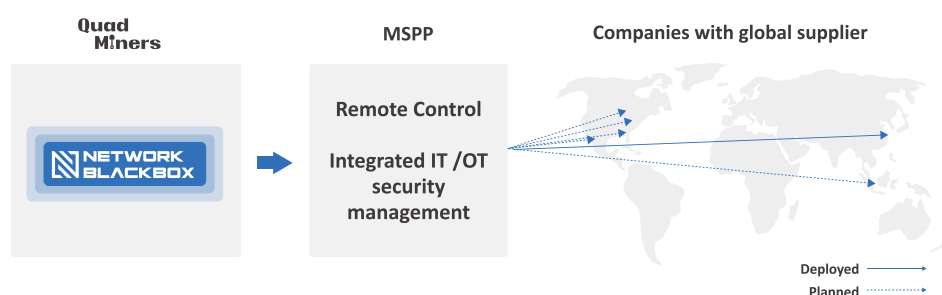 Quad
Miners
MSPP
Companies with global supplier
NETWORK
BLACKBOX
Remote Control
Integrated IT /OT
security
management
Deployed
Planned